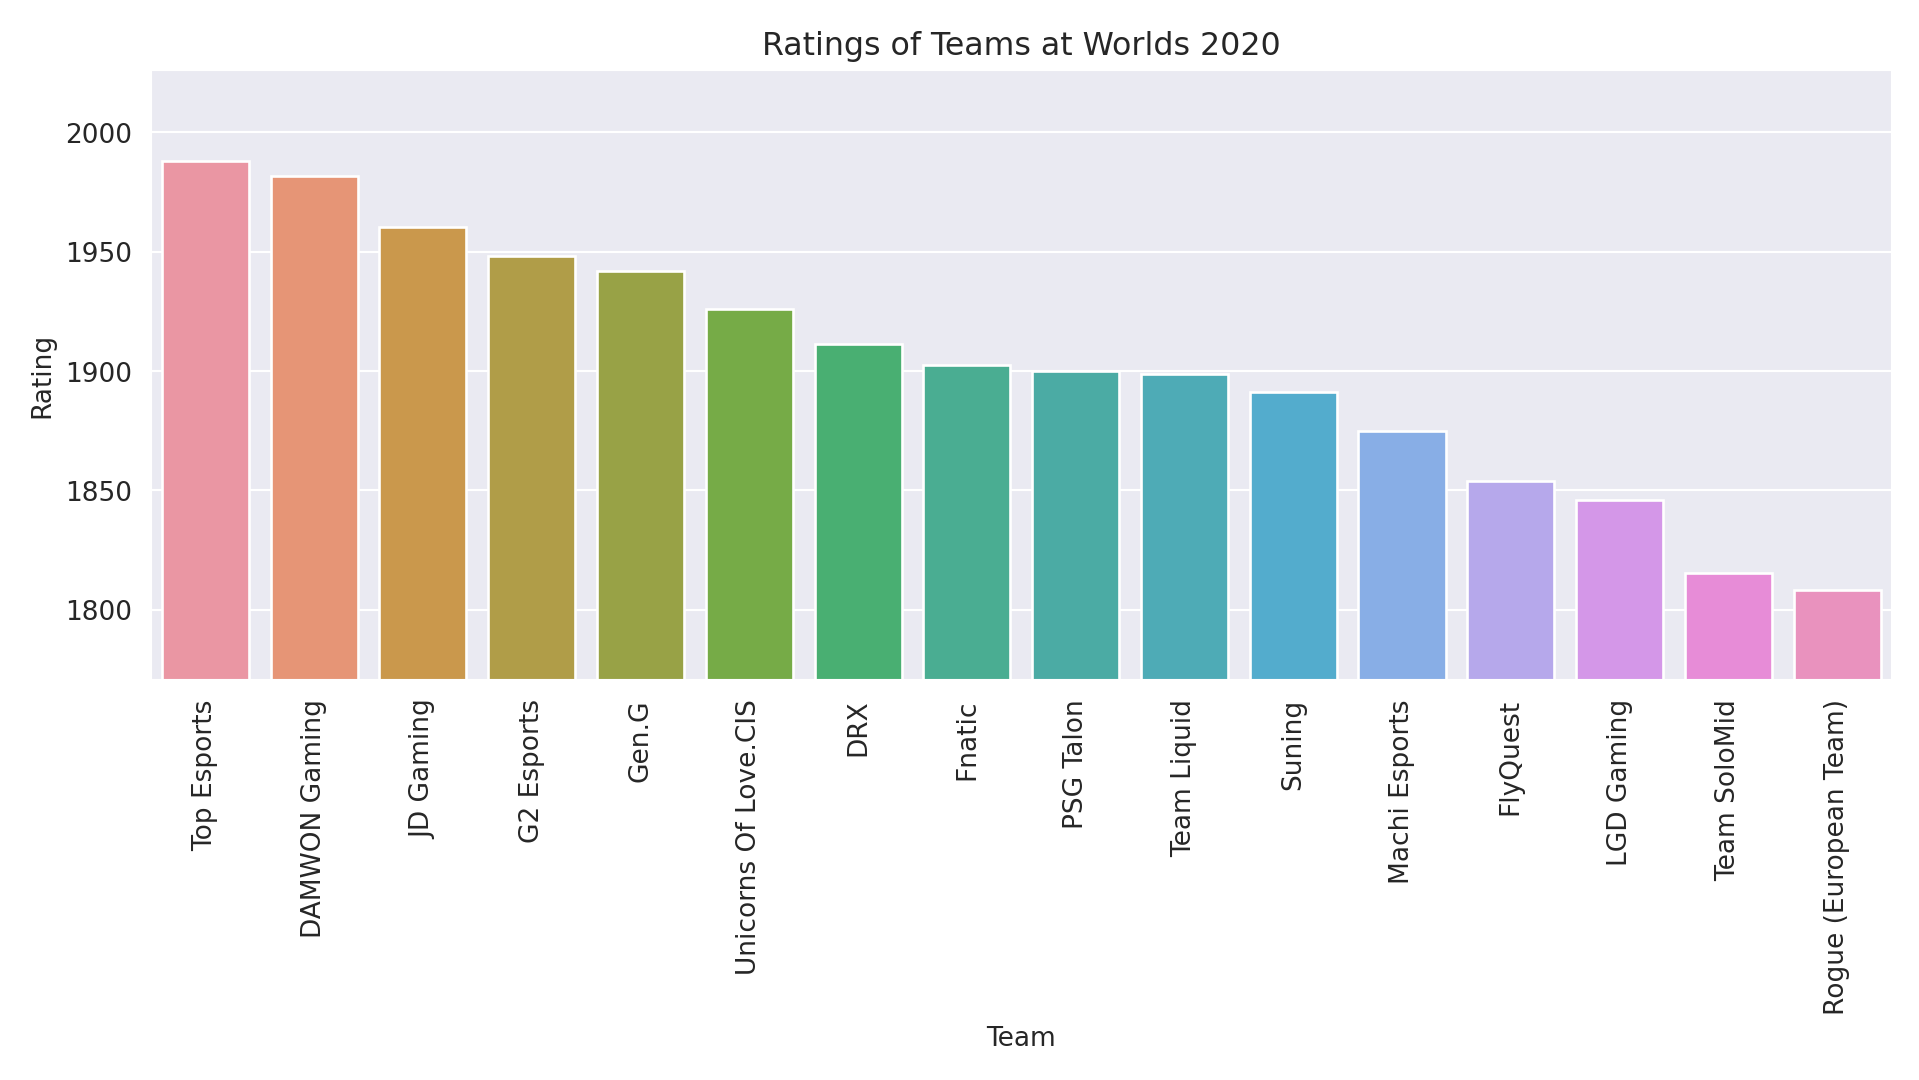 Ratings of Teams at Worlds 2020
2000
1950
1900
1850
1800
Rating
Top Esports
DAMWON Gaming
JD Gaming
G2 Esports
Gen.G
Unicorns Of Love.CIS
DRX
Fnatic
PSG Talon
Team Liquid
Suning
Machi Esports
FlyQuest
LGD Gaming
Team SoloMid
Rogue (European Team)
Team